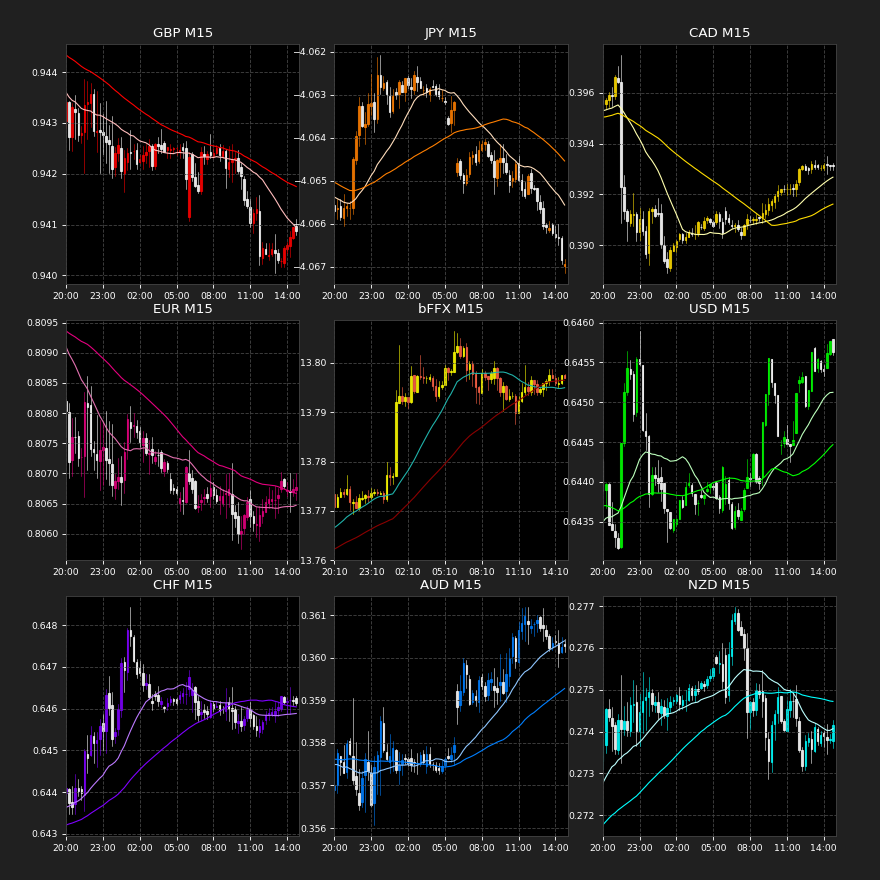 GBP M15
0.944
0.943
0.942
0.941
0.940
20:00 23:00 02:00 05:00 08:00 11:00 14:00
JPY M15
−4.062
−4.063
−4.064
−4.065
−4.066
−4.067
20:00 23:00 02:00 05:00 08:00 11:00 14:00
CAD M15
0.396
0.394
0.392
0.390
20:00 23:00 02:00 05:00 08:00 11:00 14:00
EUR M15
0.8095
0.8090
0.8085
0.8080
0.8075
0.8070
0.8065
0.8060
20:00 23:00 02:00 05:00 08:00 11:00 14:00
bFFX M15
13.80
13.79
13.78
13.77
13.76
20:10 23:10 02:10 05:10 08:10 11:10 14:10
USD M15
0.6460
0.6455
0.6450
0.6445
0.6440
0.6435
20:00 23:00 02:00 05:00 08:00 11:00 14:00
CHF M15
0.648
0.647
0.646
0.645
0.644
0.643
20:00 23:00 02:00 05:00 08:00 11:00 14:00
AUD M15
0.361
0.360
0.359
0.358
0.357
0.356
20:00 23:00 02:00 05:00 08:00 11:00 14:00
NZD M15
0.277
0.276
0.275
0.274
0.273
0.272
20:00 23:00 02:00 05:00 08:00 11:00 14:00